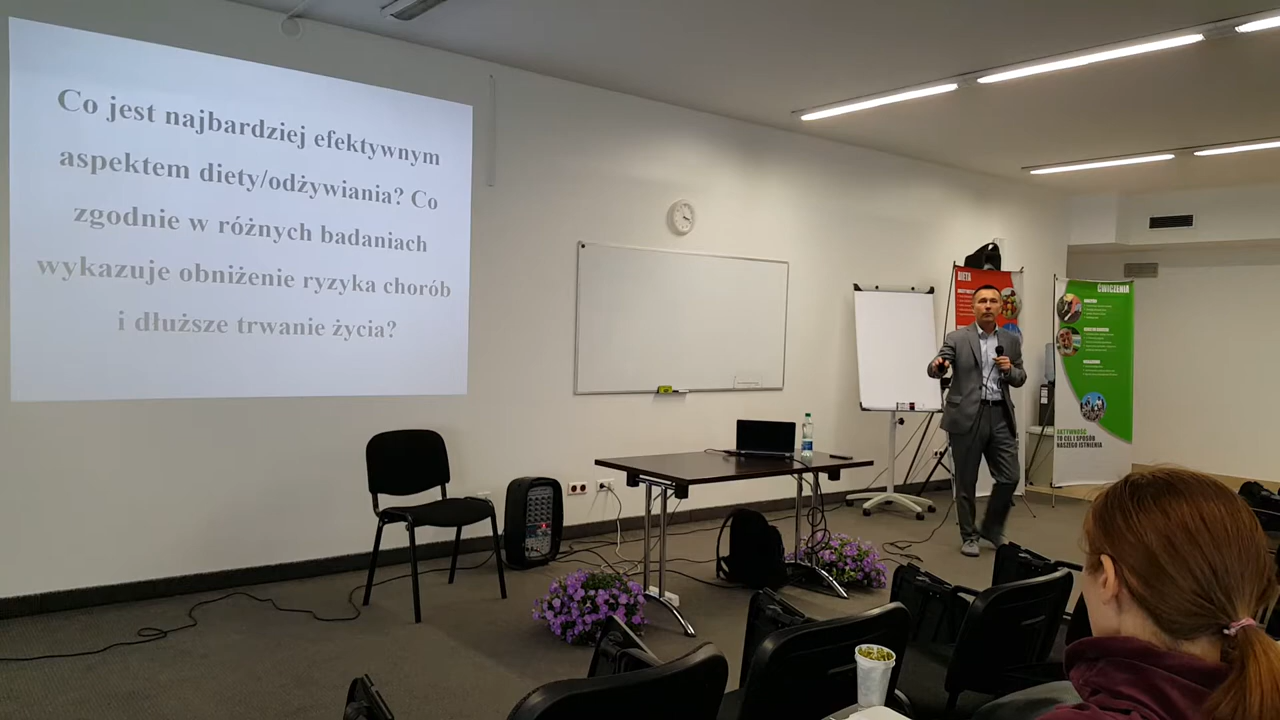 Co jest najbardziej efektywnym
aspektem diety/odżywiania? Co
zgodnie w różnych badaniach
wykazuje obniżenie ryzyka chorób
i dłuższe trwanie życia?
DIETA
ĆWICZENIA
AKTYWNOŚĆ
TO CEL I SPOSÓB
NASZEGO ISTNIENIA